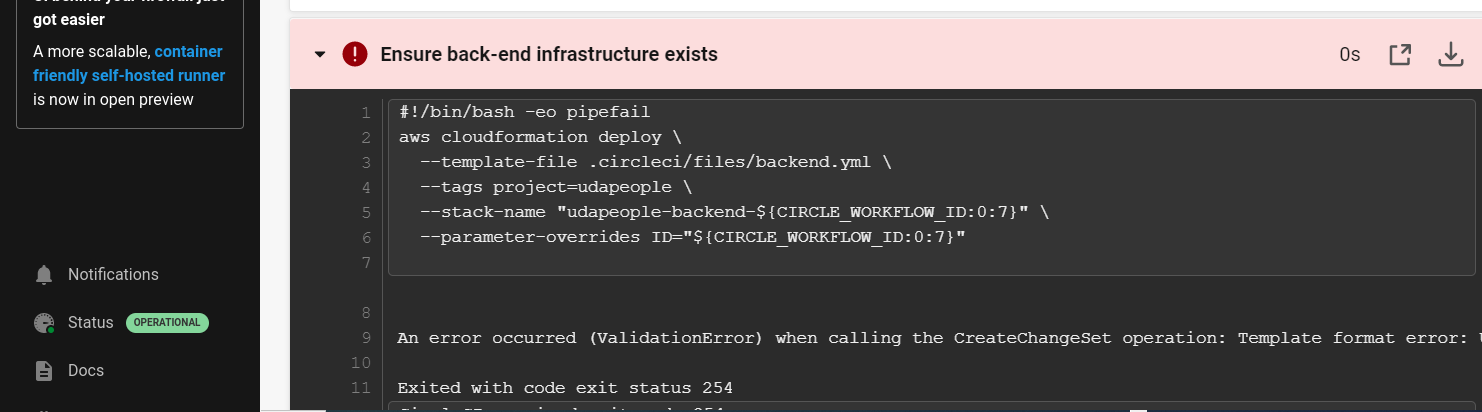 got easier
A more scalable, container
friendly self-hosted runner
is now in open preview
Notifications
Status OPERATIONAL
Docs
Ensure back-end infrastructure exists 0s
1 #!/bin/bash -eo pipefail
2 aws cloudformation deploy \
3 --template-file .circleci/files/backend.yml \
4 --tags project=udapeople \
5 --stack-name "udapeople-backend-${CIRCLE_WORKFLOW_ID:0:7}" \
6 --parameter-overrides ID="${CIRCLE_WORKFLOW_ID:0:7}"
7
8
9 An error occurred (ValidationError) when calling the CreateChangeSet operation: Template format error:
10
11 Exited with code exit status 254